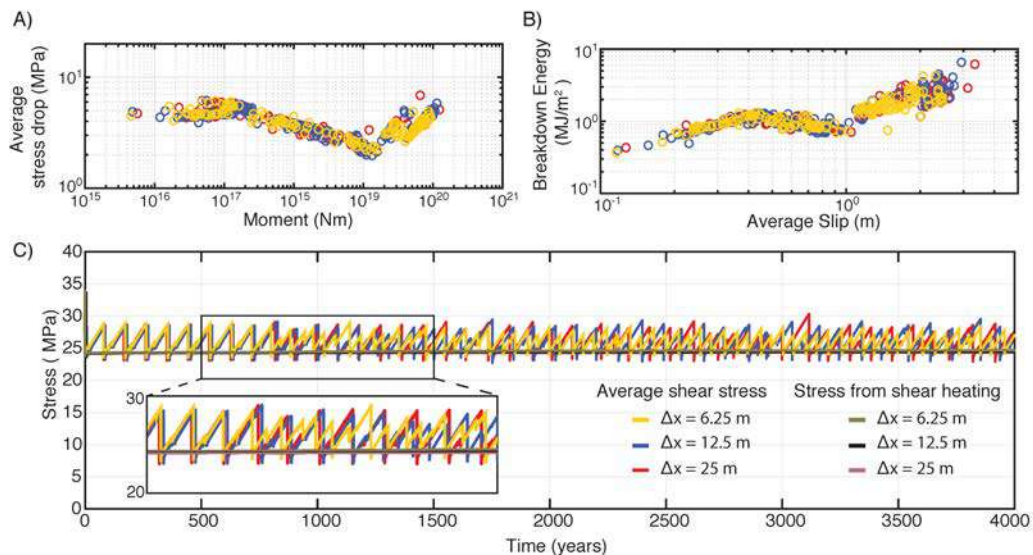 A)
Average
stress drop (MPa)
10¹
10⁰
10¹⁵ 10¹⁶ 10¹⁷ 10¹⁵ 10¹⁹ 10²⁰ 10²¹
Moment (Nm)
B)
Breakdown Energy
(MJ/m²)
10¹
10⁰
10⁻¹
10⁻¹ 10⁰
Average Slip (m)
C)
Stress ( MPa)
40
35
30
25
20
15
10
5
0
30
20
Average shear stress
Δx = 6.25 m
Δx = 12.5 m
Δx = 25 m
Stress from shear heating
Δx = 6.25 m
Δx = 12.5 m
Δx = 25 m
0 500 1000 1500 2000 2500 3000 3500 4000
Time (years)